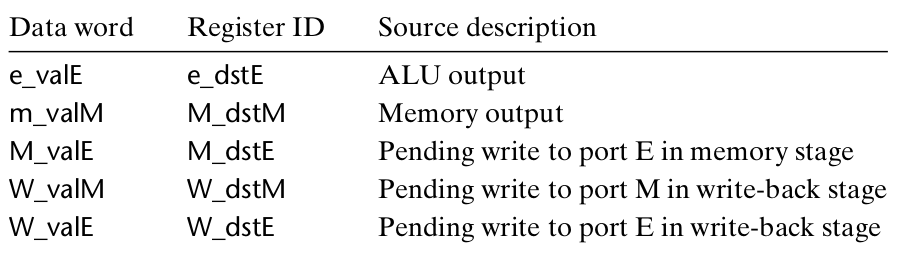 Data word Register ID Source description
e_valE e_dstE ALU output
m_valM M_dstM Memory output
M_valE M_dstE Pending write to port E in memory stage
W_valM W_dstM Pending write to port M in write-back stage
W_valE W_dstE Pending write to port E in write-back stage